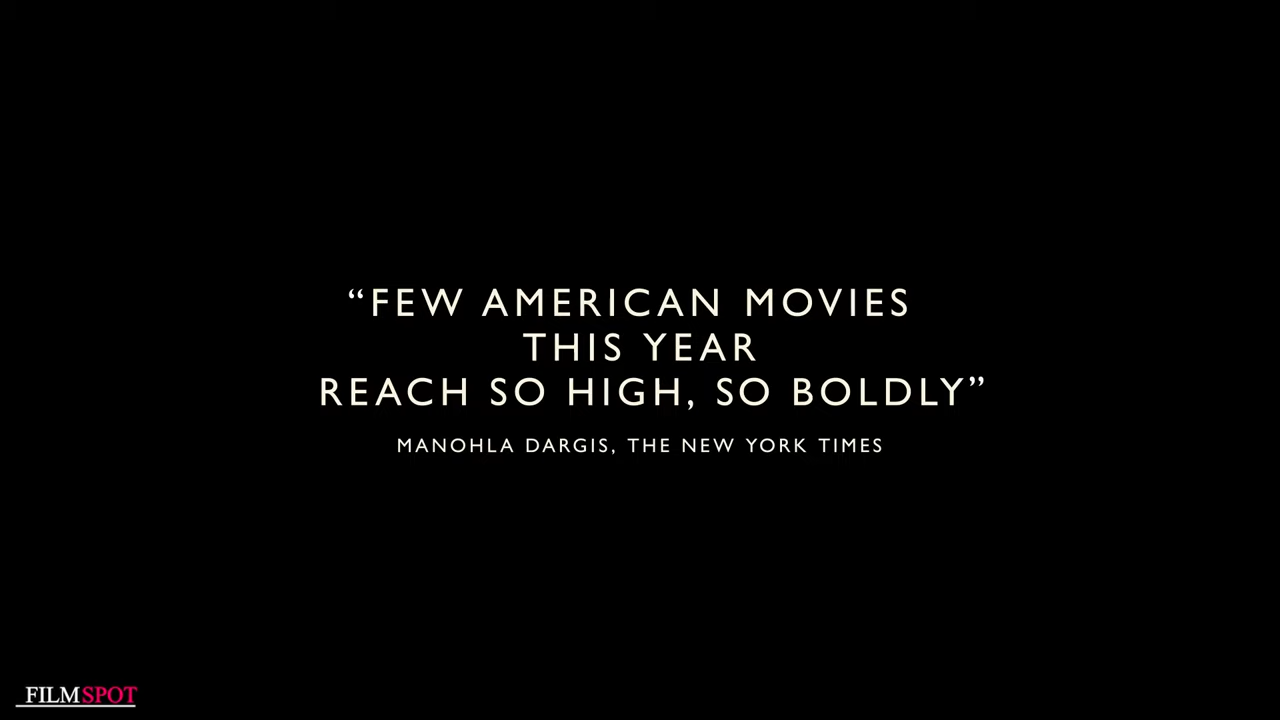 “FEW AMERICAN MOVIES
THIS YEAR
REACH SO HIGH, SO BOLDLY”
MANOHLA DARGIS, THE NEW YORK TIMES
FILMSPOT